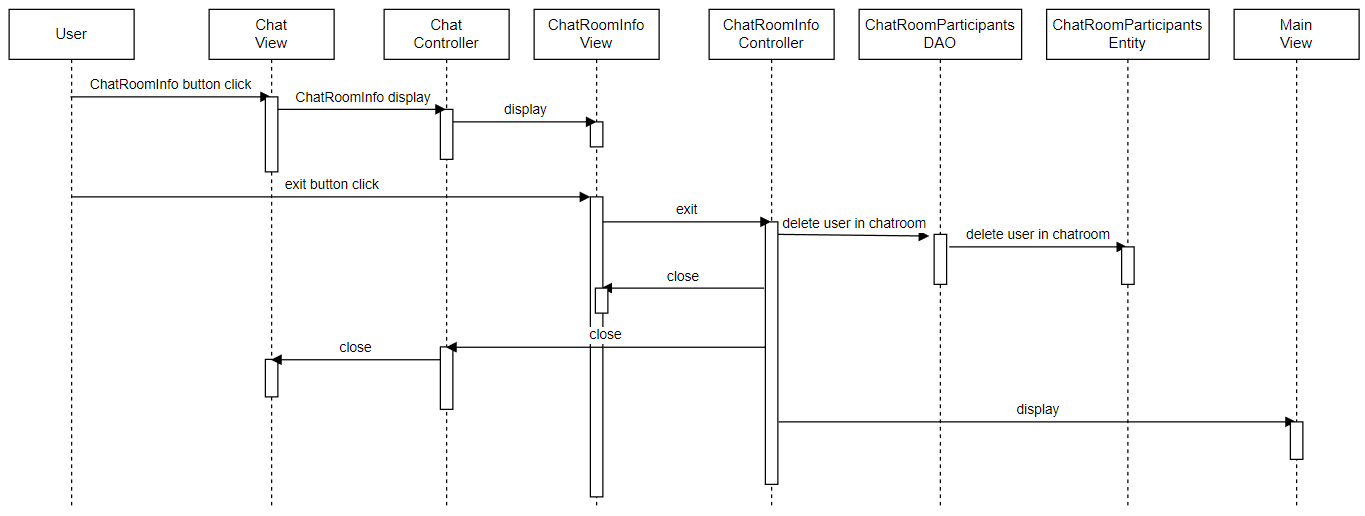 User
Chat
View
Chat
Controller
ChatRoomInfo
View
ChatRoomInfo
Controller
ChatRoomParticipants
DAO
ChatRoomParticipants
Entity
Main
View
ChatRoomInfo button click
ChatRoomInfo display
display
exit button click
exit
delete user in chatroom
delete user in chatroom
close
close
close
display